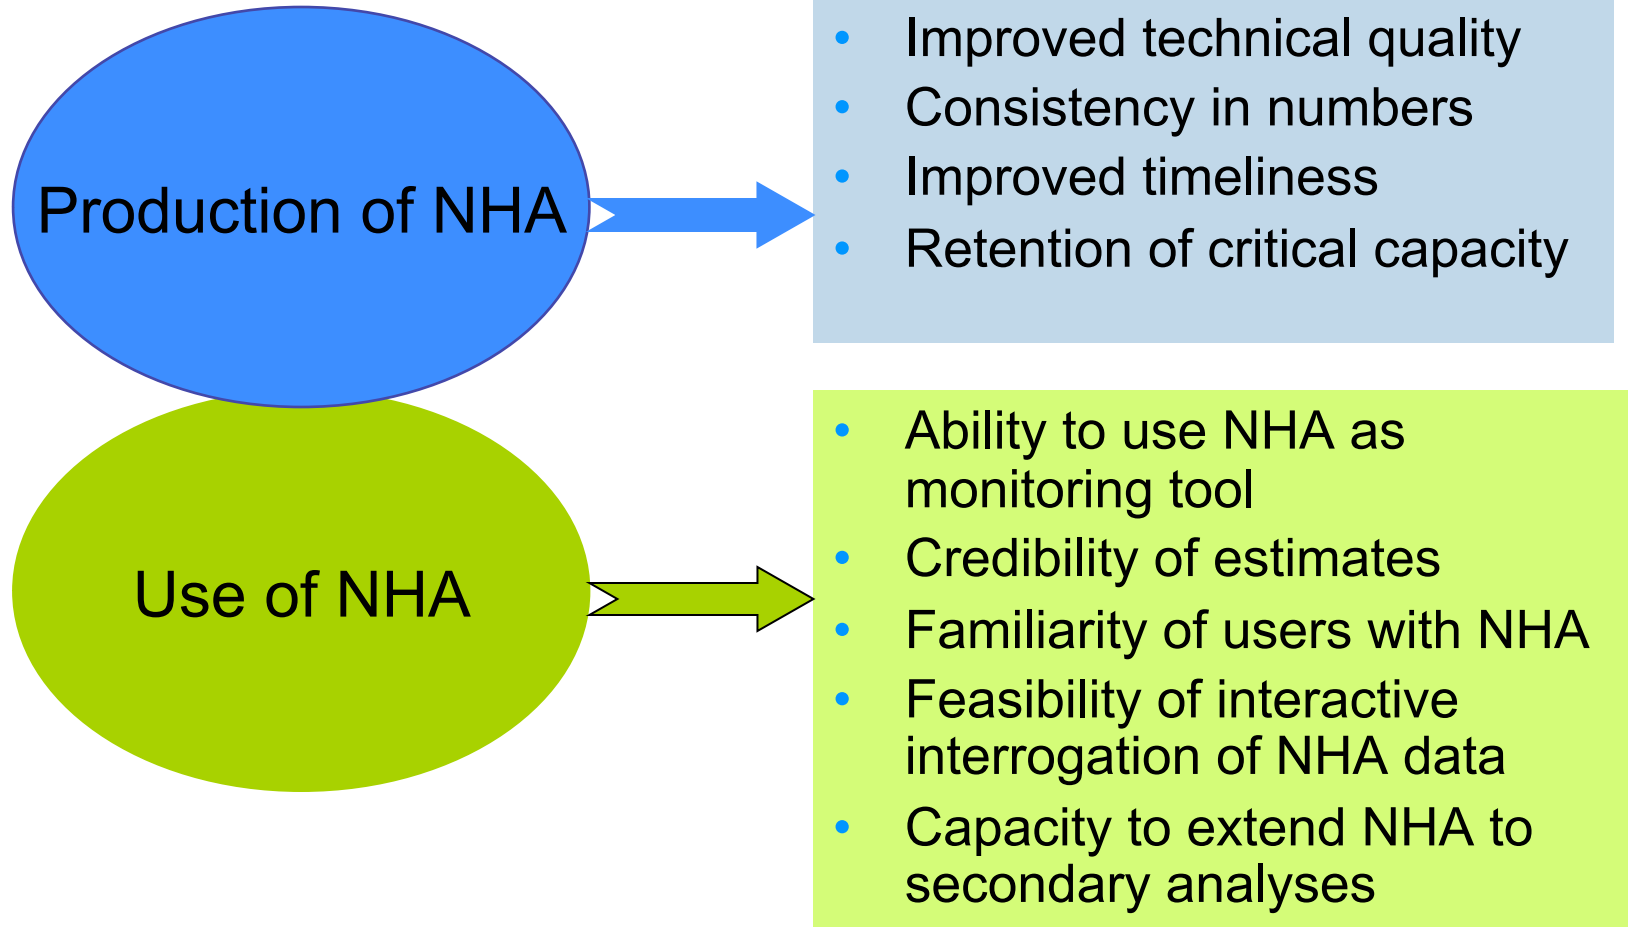 Production of NHA
• Improved technical quality
• Consistency in numbers
• Improved timeliness
• Retention of critical capacity
Use of NHA
• Ability to use NHA as
monitoring tool
• Credibility of estimates
• Familiarity of users with NHA
• Feasibility of interactive
interrogation of NHA data
• Capacity to extend NHA to
secondary analyses